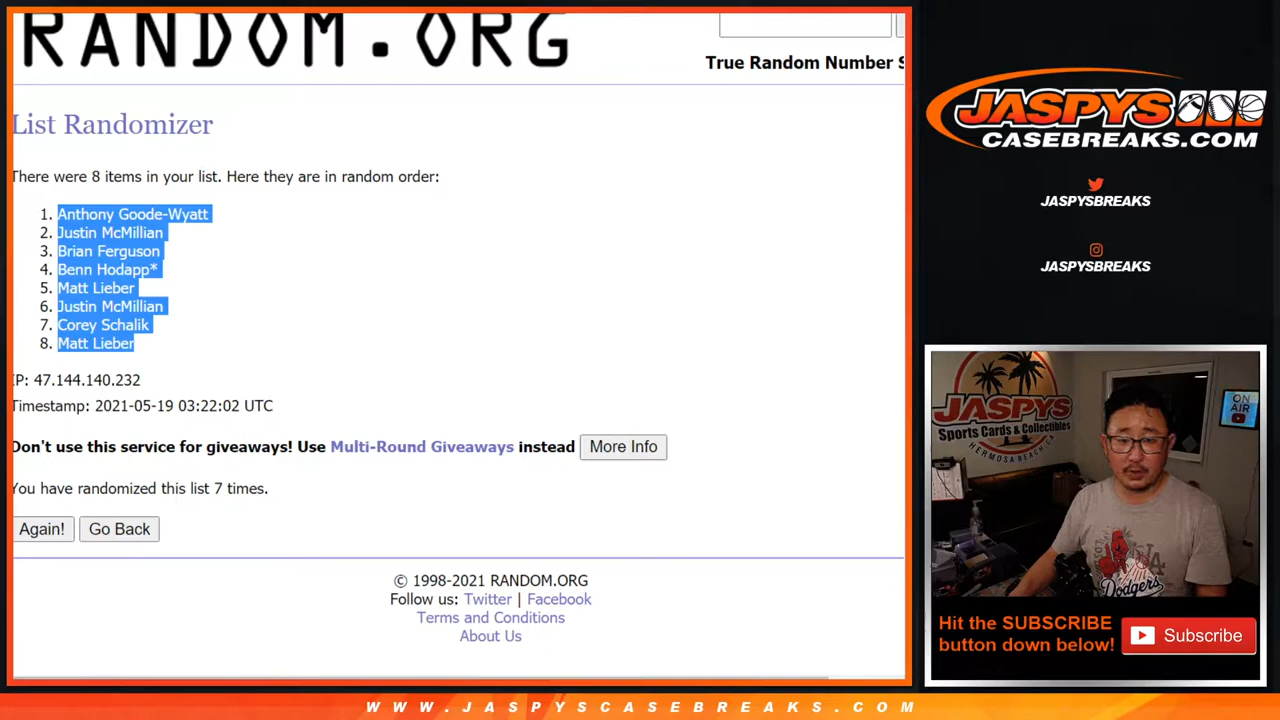 RANDOM.ORG
True Random Number S
List Randomizer
There were 8 items in your list. Here they are in random order:
1. Anthony Goode-Wyatt
2. Justin McMillian
3. Brian Ferguson
4. Benn Hodapp*
5. Matt Lieber
6. Justin McMillian
7. Corey Schalik
8. Matt Lieber
IP: 47.144.140.232
Timestamp: 2021-05-19 03:22:02 UTC
Don't use this service for giveaways! Use Multi-Round Giveaways instead More Info
You have randomized this list 7 times.
Again! Go Back
© 1998-2021 RANDOM.ORG
Follow us: Twitter | Facebook
Terms and Conditions
About Us
JASPYS
CASEBREAKS.COM
JASPYSBREAKS
JASPYSBREAKS
JASPYS
Sports Cards & Collectibles
HERMOSA BEACH, CA
ON
AIR
Dodgers
Hit the SUBSCRIBE
button down below!
Subscribe
WWW.JASPYSCASEBREAKS.COM